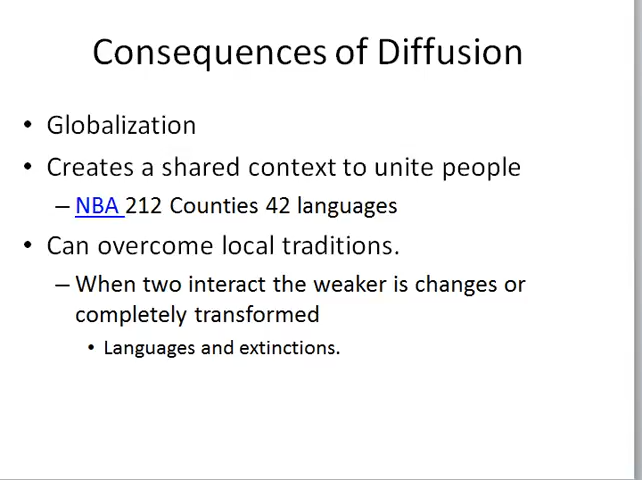 Consequences of Diffusion
• Globalization
• Creates a shared context to unite people
– NBA 212 Counties 42 languages
• Can overcome local traditions.
– When two interact the weaker is changes or
completely transformed
• Languages and extinctions.